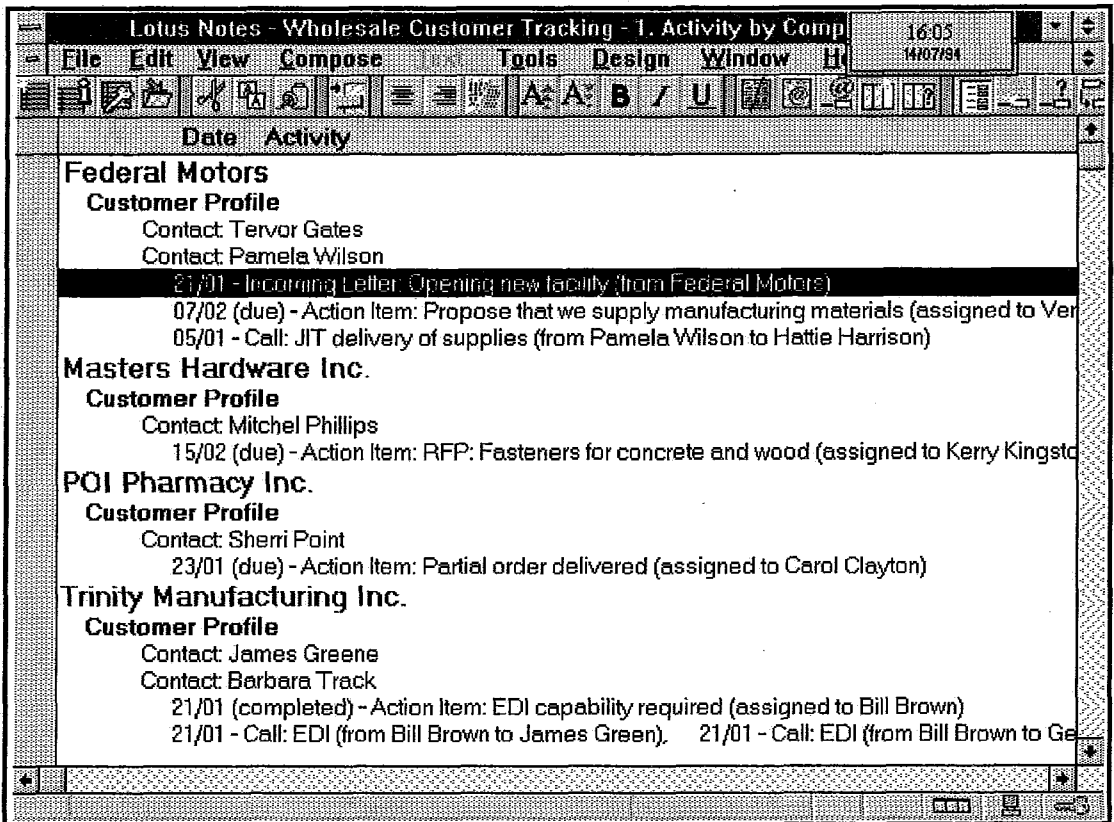 Lotus Notes - Wholesale Customer Tracking - 1. Activity by Comp
16:05
14/07/94
File Edit View Compose Text Tools Design Window
B I U
Date Activity
Federal Motors
Customer Profile
Contact: Tervor Gates
Contact: Pamela Wilson
21/01 - Incoming Letter: Opening new facility (from Federal Motors)
07/02 (due) - Action Item: Propose that we supply manufacturing materials (assigned to Ver
05/01 - Call: JIT delivery of supplies (from Pamela Wilson to Hattie Harrison)
Masters Hardware Inc.
Customer Profile
Contact: Mitchel Phillips
15/02 (due) - Action Item: RFP: Fasteners for concrete and wood (assigned to Kerry Kingsto
POI Pharmacy Inc.
Customer Profile
Contact: Sherri Point
23/01 (due) - Action Item: Partial order delivered (assigned to Carol Clayton)
Trinity Manufacturing Inc.
Customer Profile
Contact: James Greene
Contact: Barbara Track
21/01 (completed) - Action Item: EDI capability required (assigned to Bill Brown)
21/01 - Call: EDI (from Bill Brown to James Green), 21/01 - Call: EDI (from Bill Brown to Ge